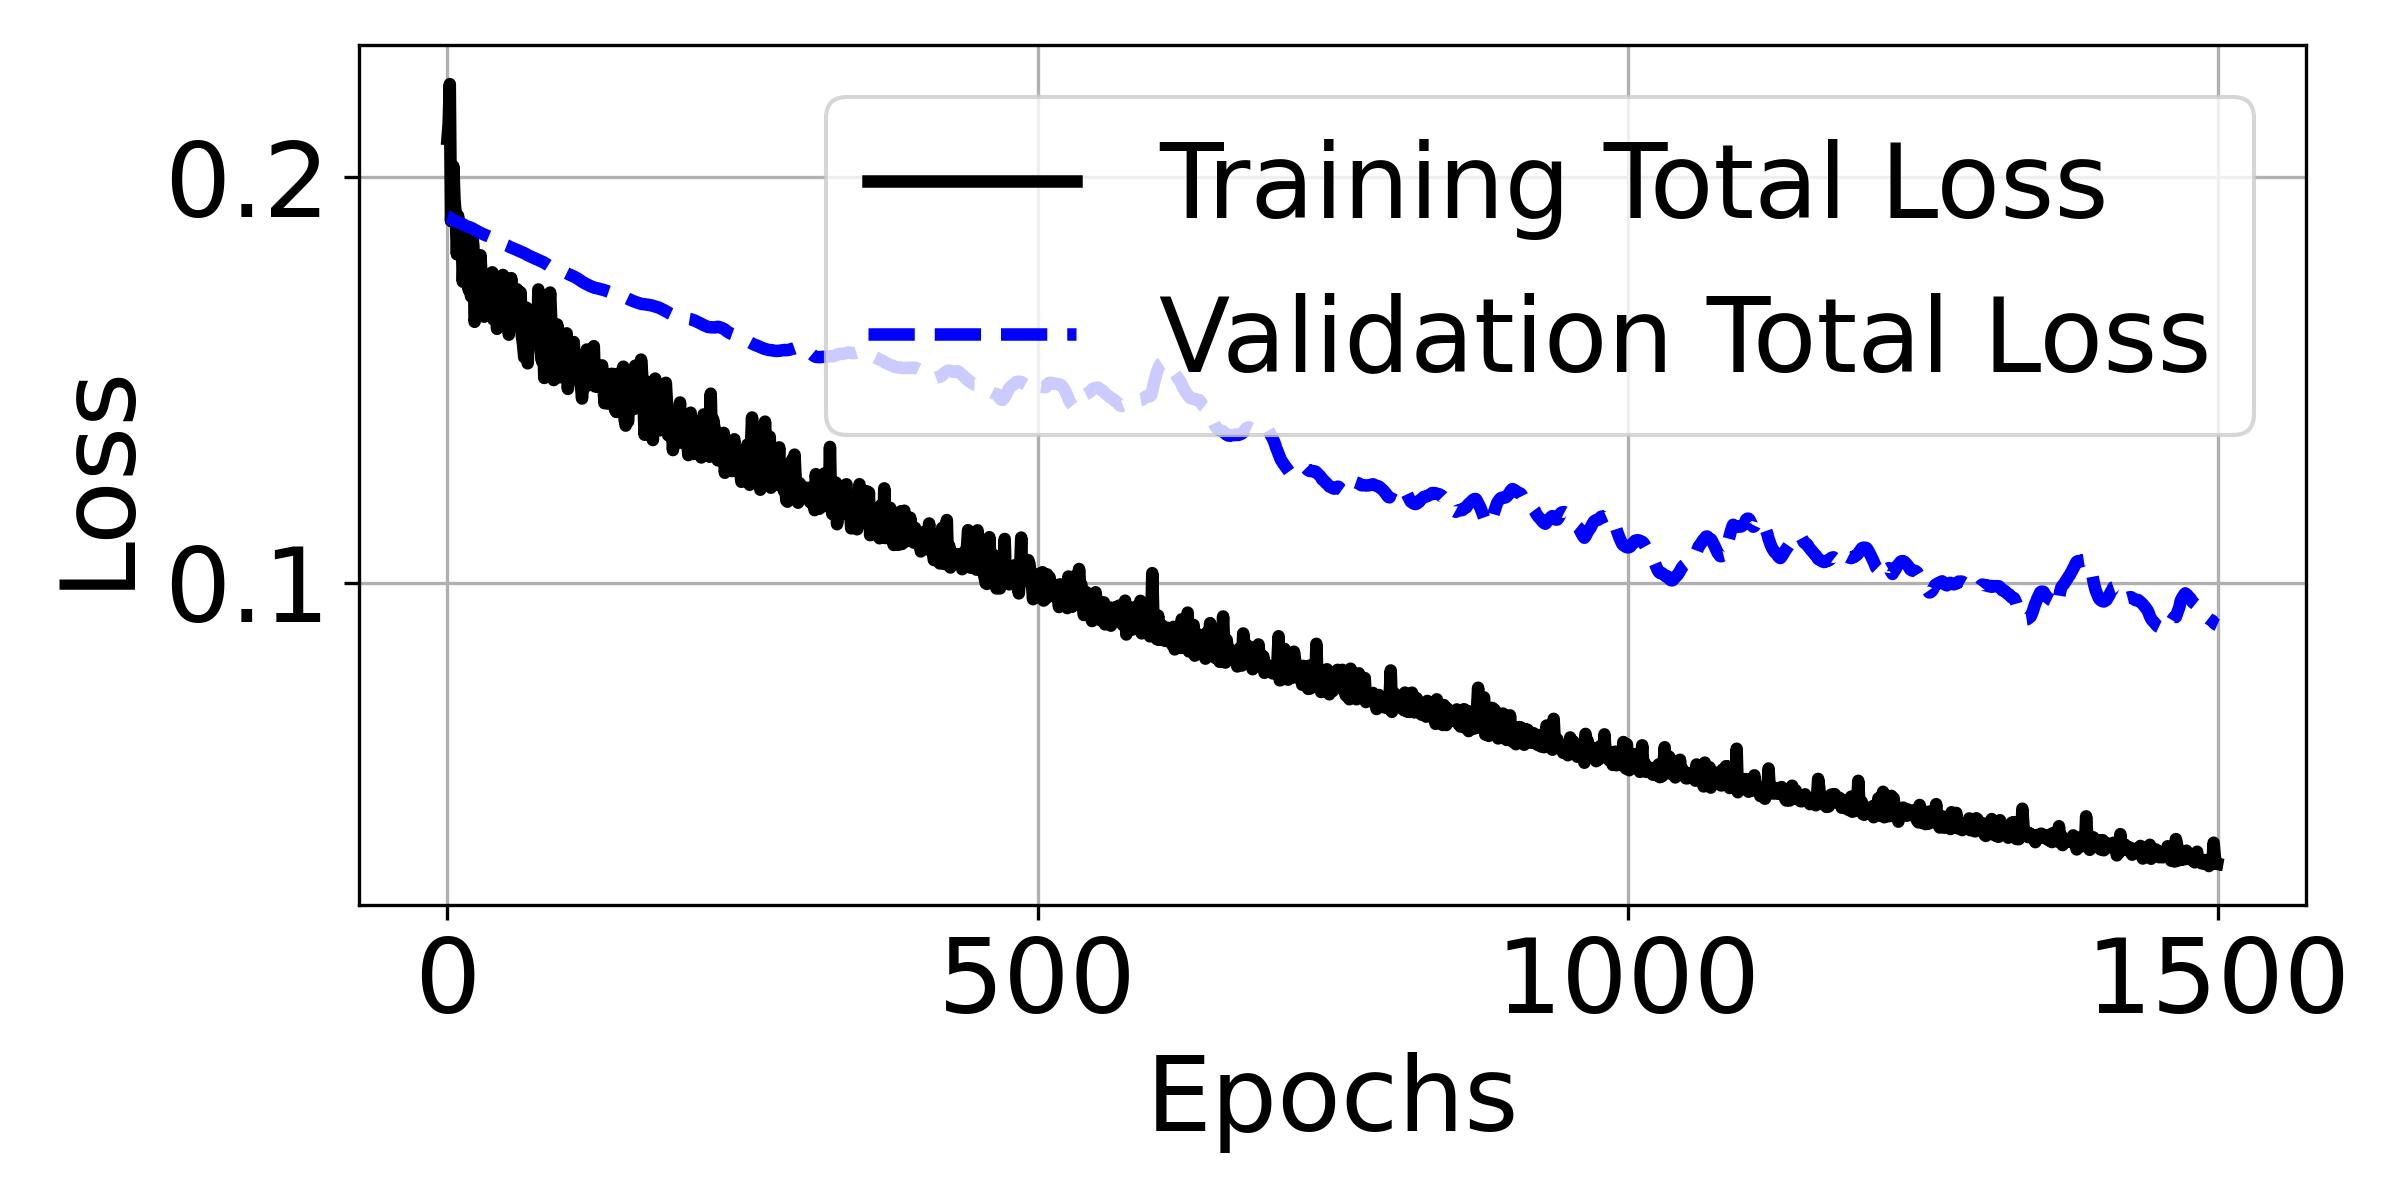 Training Total Loss
Validation Total Loss
0.2
0.1
Loss
0 500 1000 1500
Epochs